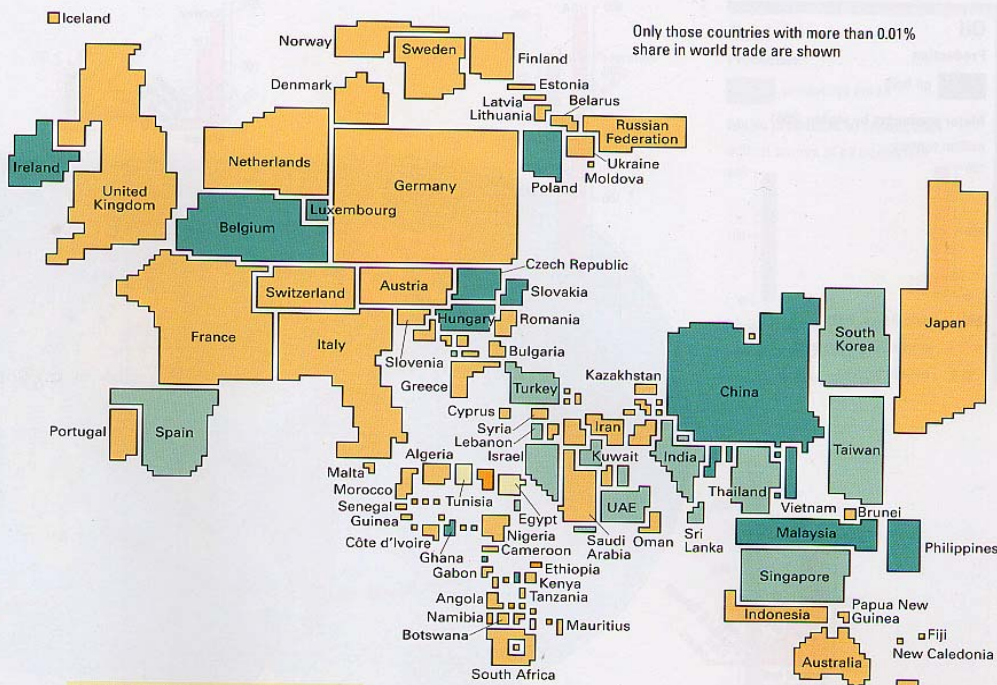 Iceland
Only those countries with more than 0.01%
share in world trade are shown
Norway
Sweden
Finland
Denmark
Estonia
Latvia
Lithuania
Belarus
Russian
Federation
Ukraine
Moldova
Poland
Ireland
United
Kingdom
Netherlands
Germany
Luxembourg
Belgium
Czech Republic
Switzerland
Austria
Slovakia
Hungary
Romania
France
Italy
Slovenia
Bulgaria
Greece
Turkey
Kazakhstan
China
South
Korea
Japan
Portugal
Spain
Cyprus
Syria
Lebanon
Israel
Iran
Kuwait
India
Taiwan
Malta
Algeria
Morocco
Tunisia
Egypt
Senegal
Guinea
Côte d'Ivoire
Ghana
Nigeria
Cameroon
Gabon
UAE
Saudi
Arabia
Oman
Sri
Lanka
Thailand
Vietnam
Brunei
Malaysia
Philippines
Singapore
Ethiopia
Kenya
Tanzania
Angola
Namibia
Botswana
Mauritius
South Africa
Indonesia
Papua New
Guinea
Fiji
New Caledonia
Australia